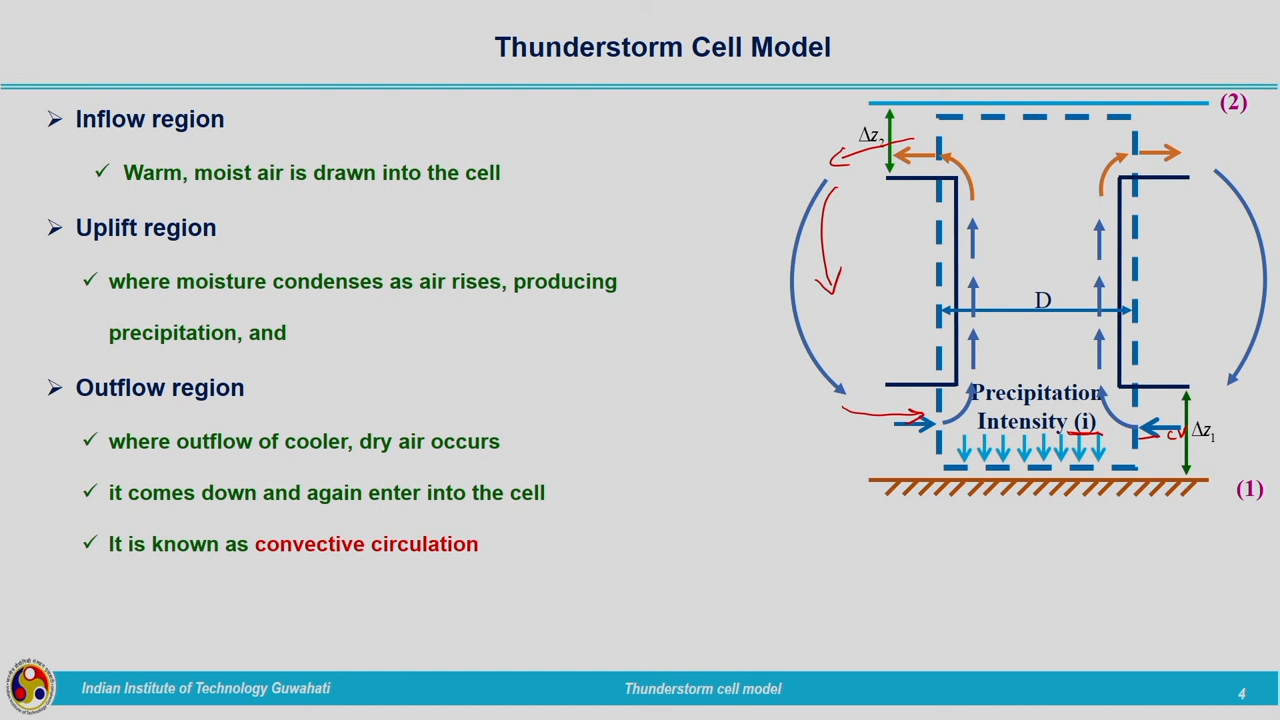 Thunderstorm Cell Model
➢ Inflow region
✓ Warm, moist air is drawn into the cell
➢ Uplift region
✓ where moisture condenses as air rises, producing
precipitation, and
➢ Outflow region
✓ where outflow of cooler, dry air occurs
✓ it comes down and again enter into the cell
✓ It is known as convective circulation
(2)
Δz₂
D
Precipitation
Intensity (i)
cv
Δz₁
(1)
Indian Institute of Technology Guwahati
Thunderstorm cell model
4